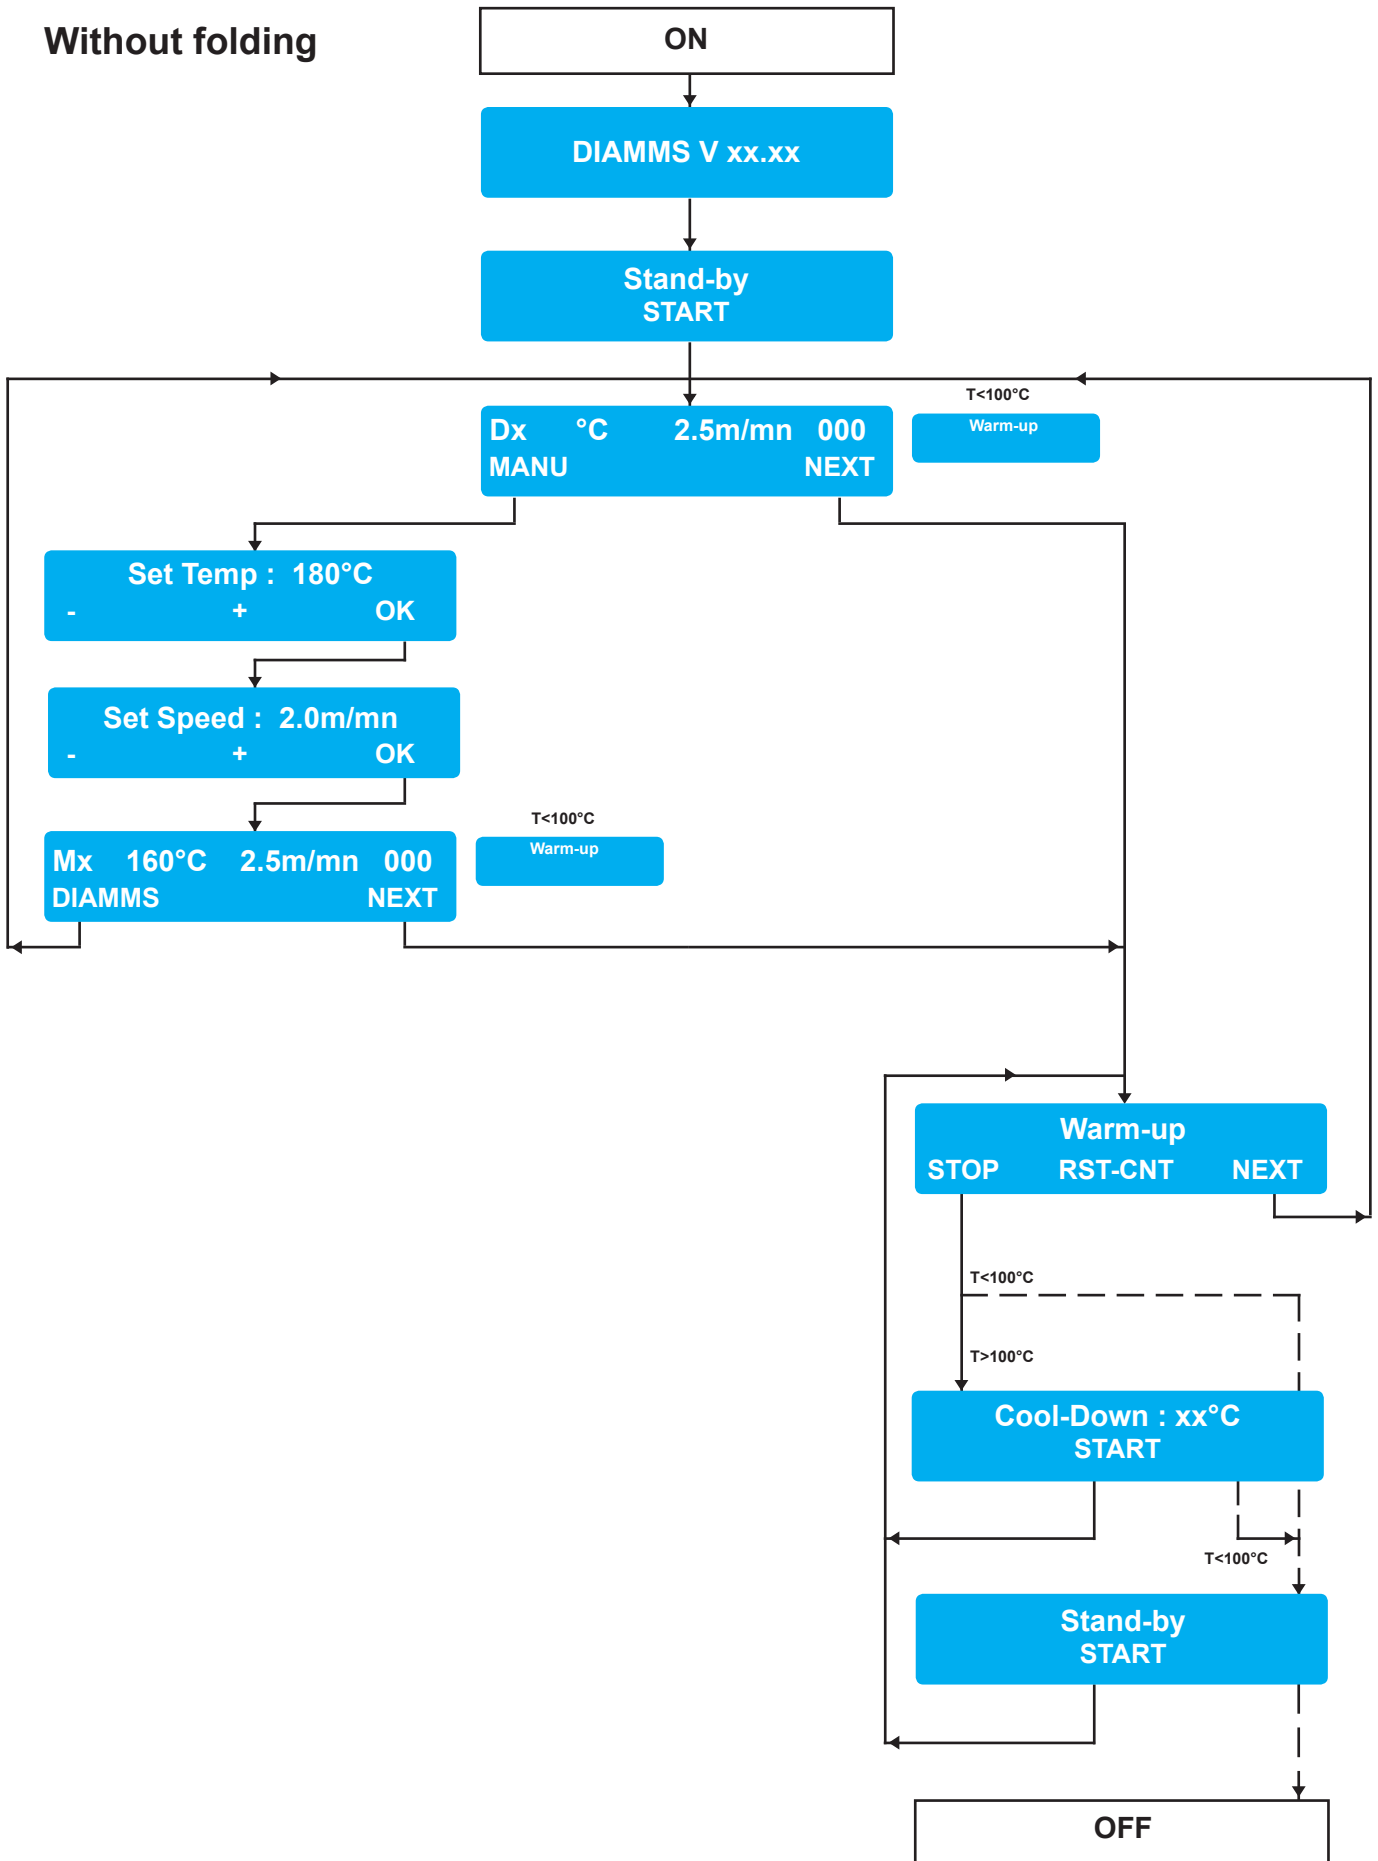 Without folding
ON
DIAMMS V xx.xx
Stand-by
START
T<100°C
Dx °C 2.5m/mn 000
MANU NEXT
Warm-up
Set Temp : 180°C
- + OK
Set Speed : 2.0m/mn
- + OK
T<100°C
Mx 160°C 2.5m/mn 000
DIAMMS NEXT
Warm-up
Warm-up
STOP RST-CNT NEXT
T<100°C
T>100°C
Cool-Down : xx°C
START
T<100°C
Stand-by
START
OFF